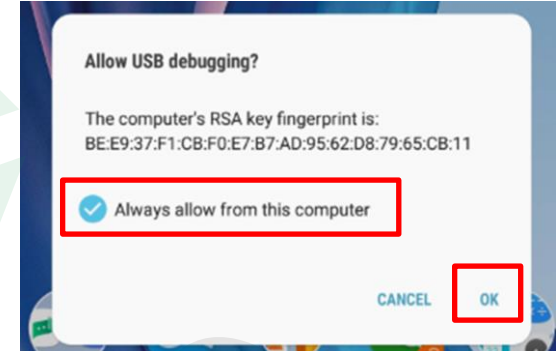 Allow USB debugging?
The computer's RSA key fingerprint is:
BE:E9:37:F1:CB:F0:E7:B7:AD:95:62:D8:79:65:CB:11
Always allow from this computer
CANCEL OK